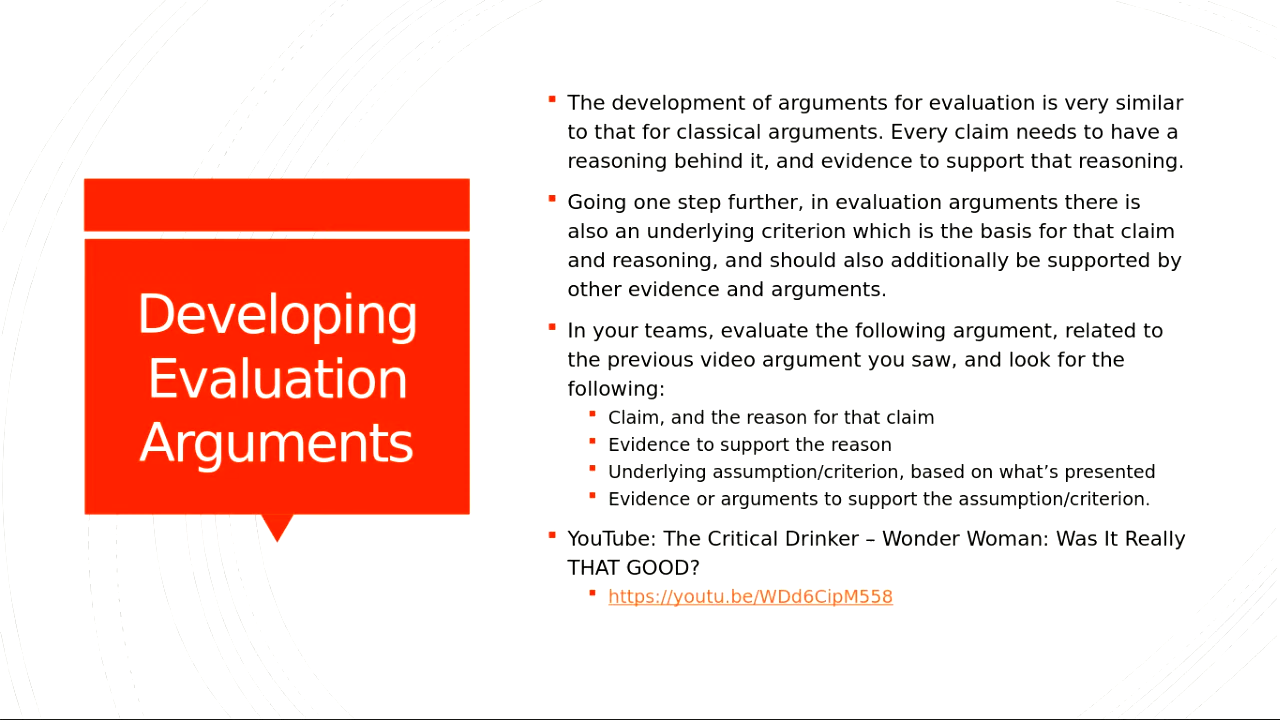 Developing
Evaluation
Arguments
The development of arguments for evaluation is very similar
to that for classical arguments. Every claim needs to have a
reasoning behind it, and evidence to support that reasoning.
Going one step further, in evaluation arguments there is
also an underlying criterion which is the basis for that claim
and reasoning, and should also additionally be supported by
other evidence and arguments.
In your teams, evaluate the following argument, related to
the previous video argument you saw, and look for the
following:
Claim, and the reason for that claim
Evidence to support the reason
Underlying assumption/criterion, based on what’s presented
Evidence or arguments to support the assumption/criterion.
YouTube: The Critical Drinker – Wonder Woman: Was It Really
THAT GOOD?
https://youtu.be/WDd6CipM558